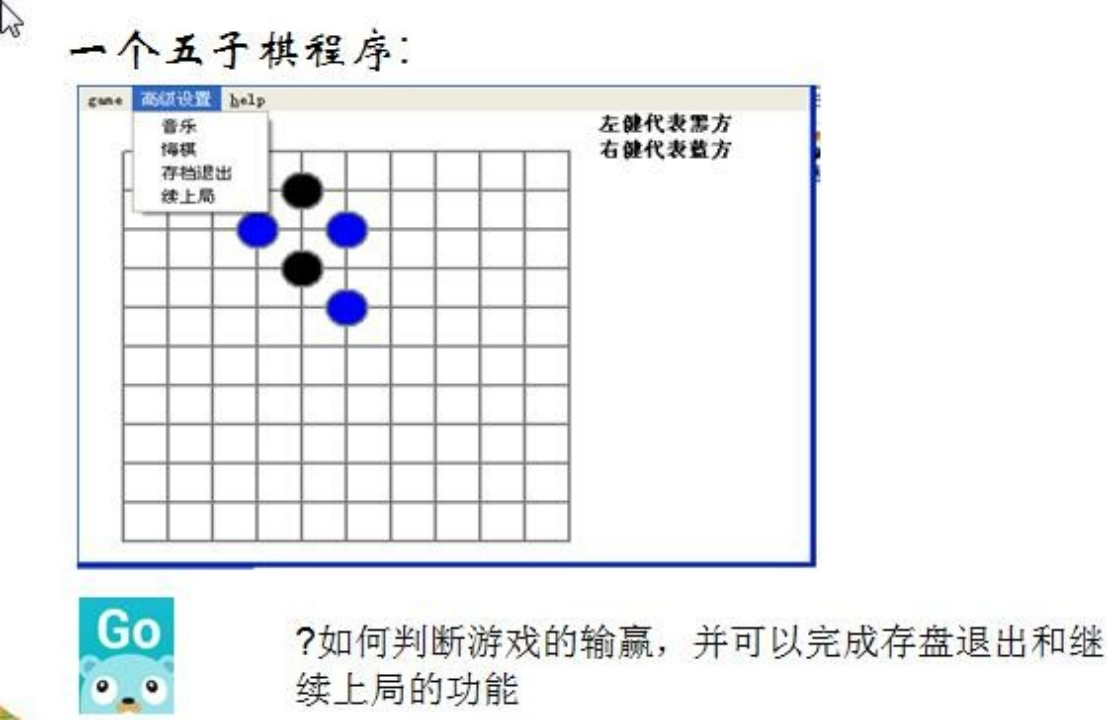 一个五子棋程序:
game 高级设置 help
音乐
悔棋
存档退出
续上局
左健代表黑方
右健代表蓝方
Go
?如何判断游戏的输赢，并可以完成存盘退出和继
续上局的功能